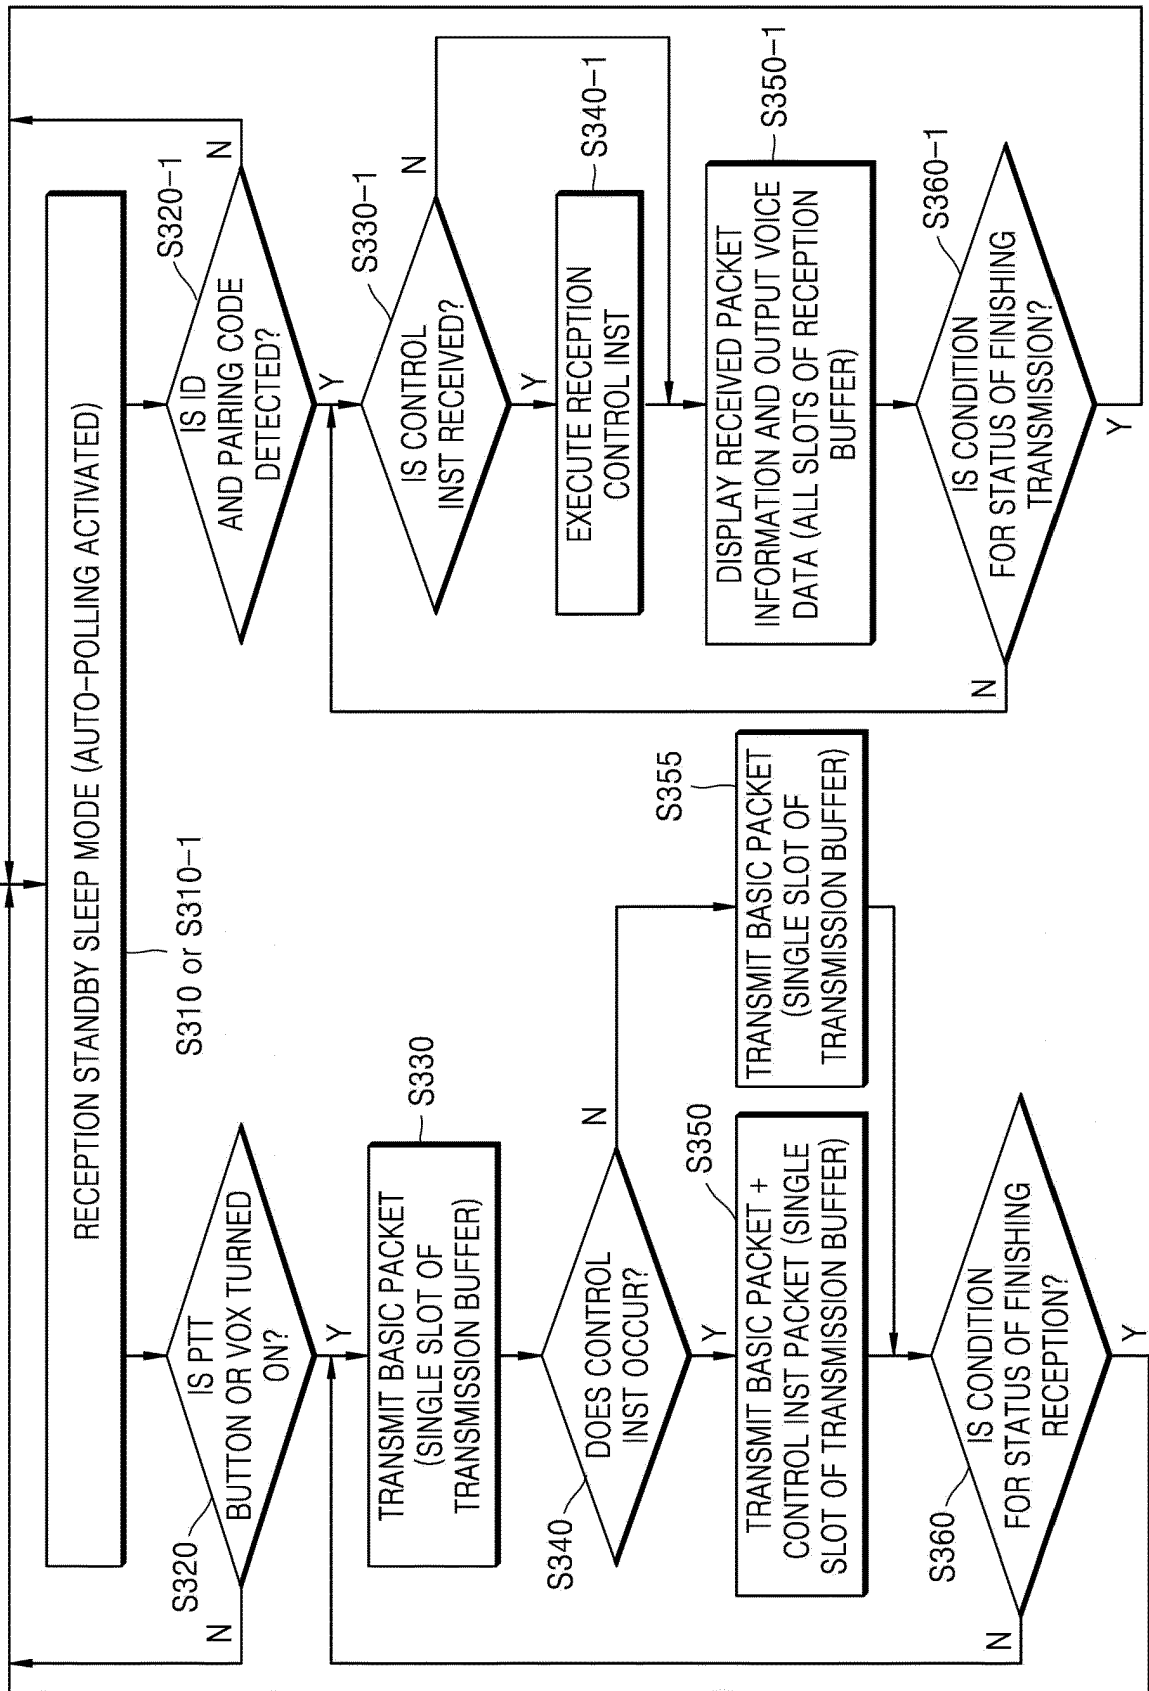 RECEPTION STANDBY SLEEP MODE (AUTO-POLLING ACTIVATED)
S310 or S310-1
IS PTT
BUTTON OR VOX TURNED
ON?
S320
N
Y
TRANSMIT BASIC PACKET
(SINGLE SLOT OF
TRANSMISSION BUFFER)
S330
DOES CONTROL
INST OCCUR?
S340
N
Y
TRANSMIT BASIC PACKET +
CONTROL INST PACKET (SINGLE
SLOT OF TRANSMISSION BUFFER)
S350
TRANSMIT BASIC PACKET
(SINGLE SLOT OF
TRANSMISSION BUFFER)
S355
IS CONDITION
FOR STATUS OF FINISHING
RECEPTION?
S360
N
Y
IS ID
AND PAIRING CODE
DETECTED?
S320-1
N
Y
IS CONTROL
INST RECEIVED?
S330-1
N
Y
EXECUTE RECEPTION
CONTROL INST
S340-1
DISPLAY RECEIVED PACKET
INFORMATION AND OUTPUT VOICE
DATA (ALL SLOTS OF RECEPTION
BUFFER)
S350-1
IS CONDITION
FOR STATUS OF FINISHING
TRANSMISSION?
S360-1
N
Y